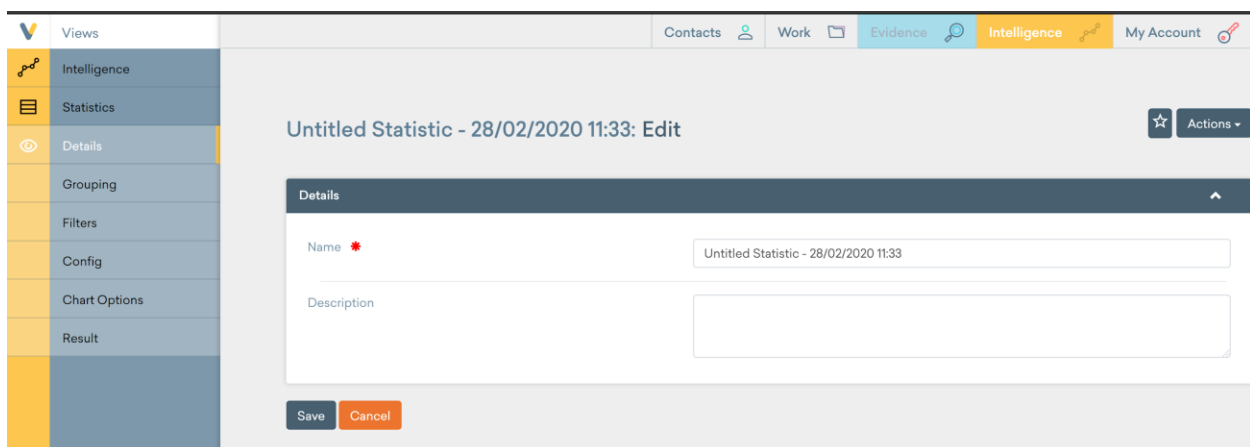 Views
Contacts
Work
Evidence
Intelligence
My Account
Intelligence
Statistics
Details
Grouping
Filters
Config
Chart Options
Result
Untitled Statistic - 28/02/2020 11:33: Edit
Actions
Details
Name *
Untitled Statistic - 28/02/2020 11:33
Description
Save
Cancel